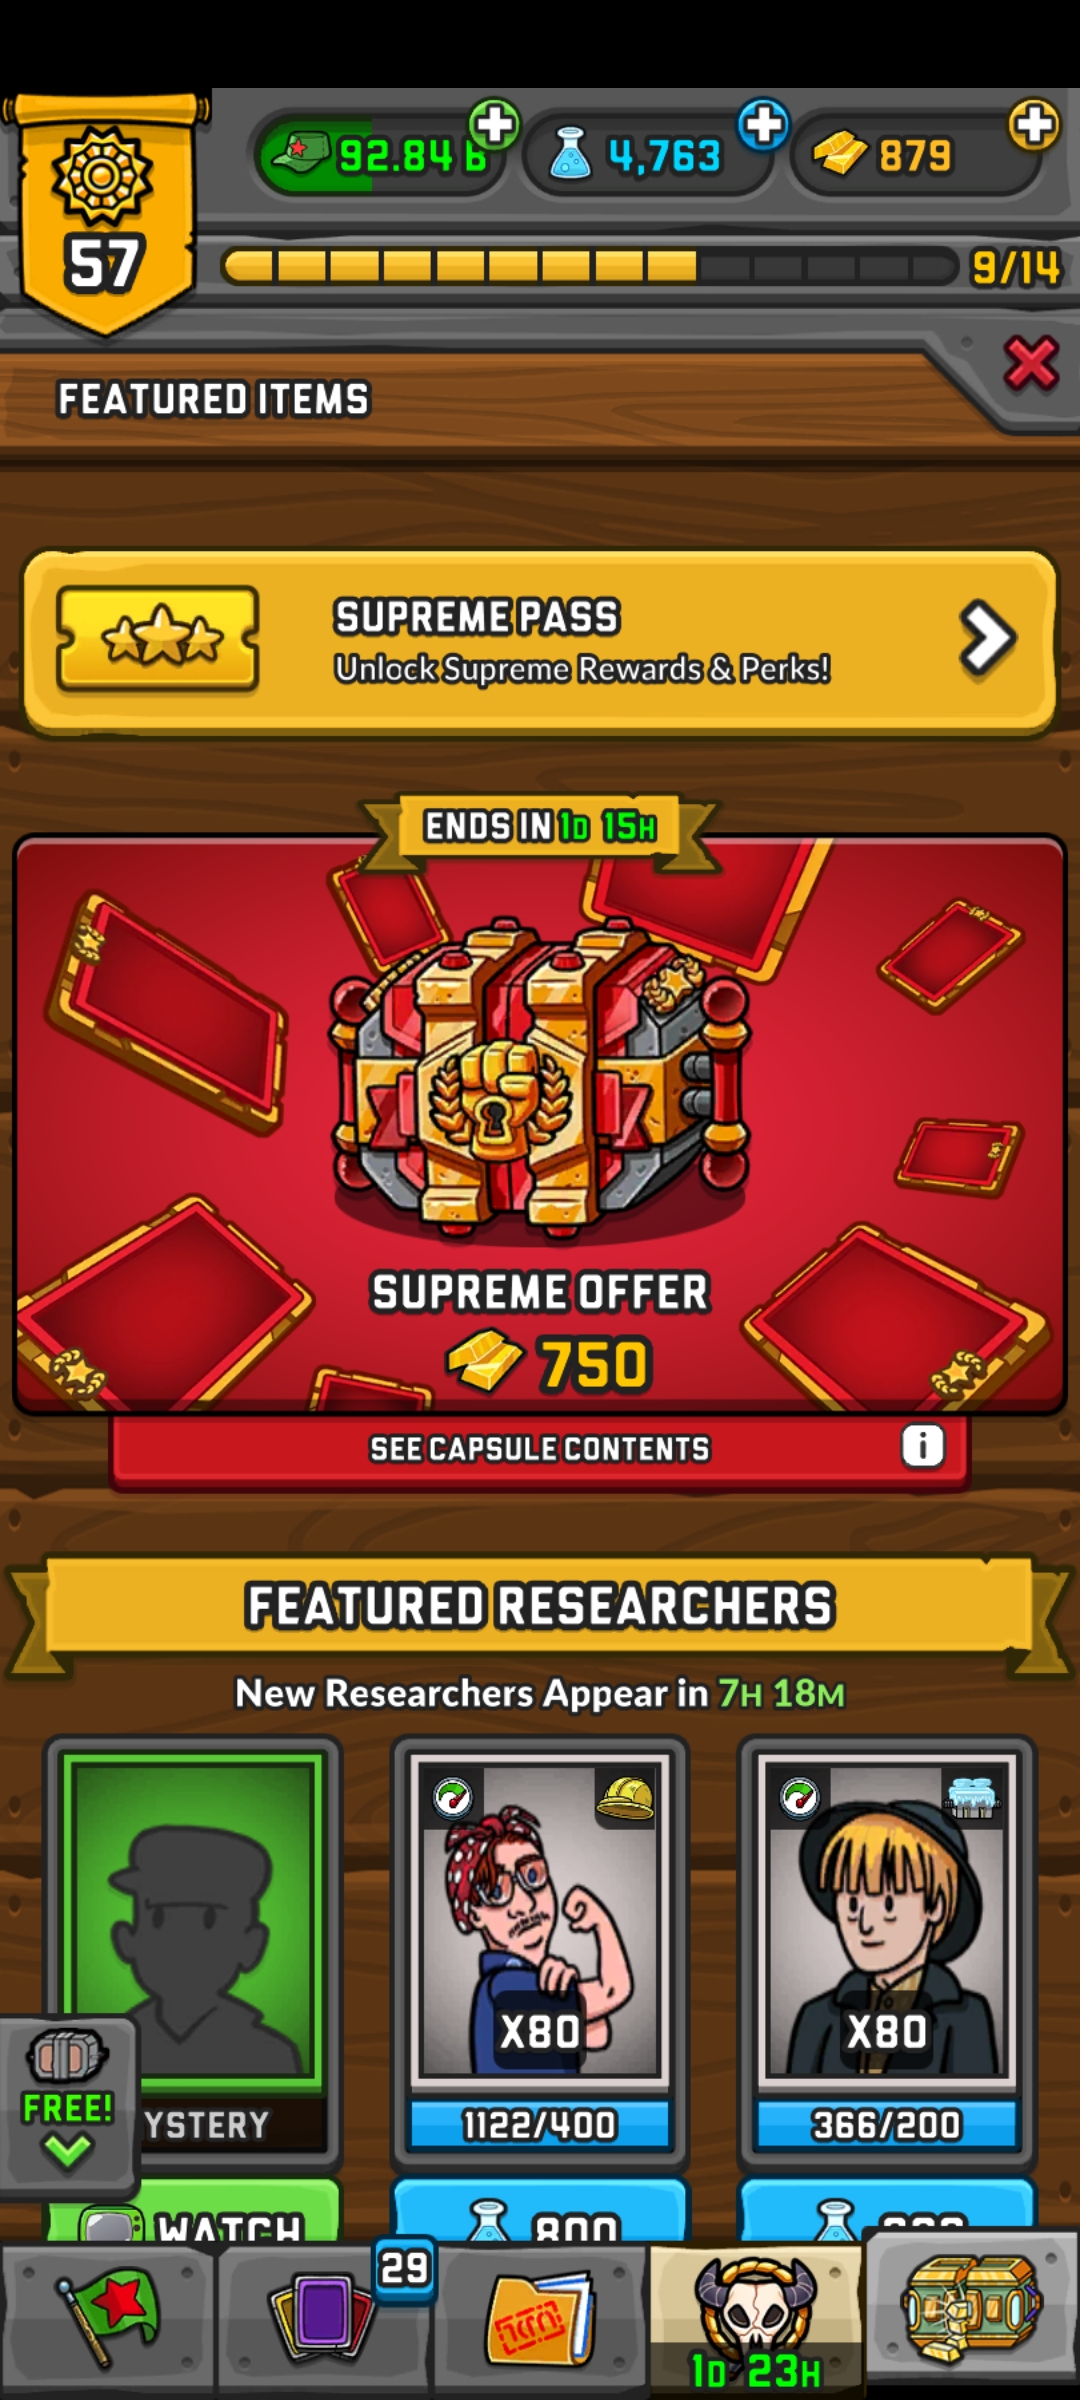 92.84 B
4,763
879
57
9/14
FEATURED ITEMS
SUPREME PASS
Unlock Supreme Rewards & Perks!
ENDS IN 1D 15H
SUPREME OFFER
750
SEE CAPSULE CONTENTS
i
FEATURED RESEARCHERS
New Researchers Appear in 7H 18M
X80
X80
FREE!
YSTERY
1122/400
366/200
WATCH
800
29
1D 23H